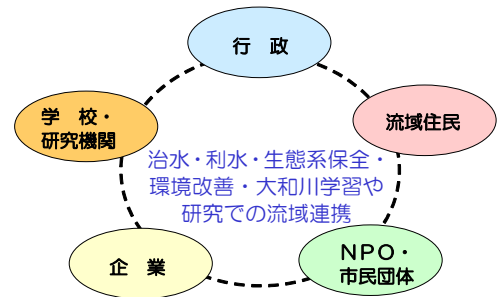 行　政
学　校・
研究機関
流域住民
治水・利水・生態系保全・
環境改善・大和川学習や
研究での流域連携
企　業
ＮＰＯ・
市民団体